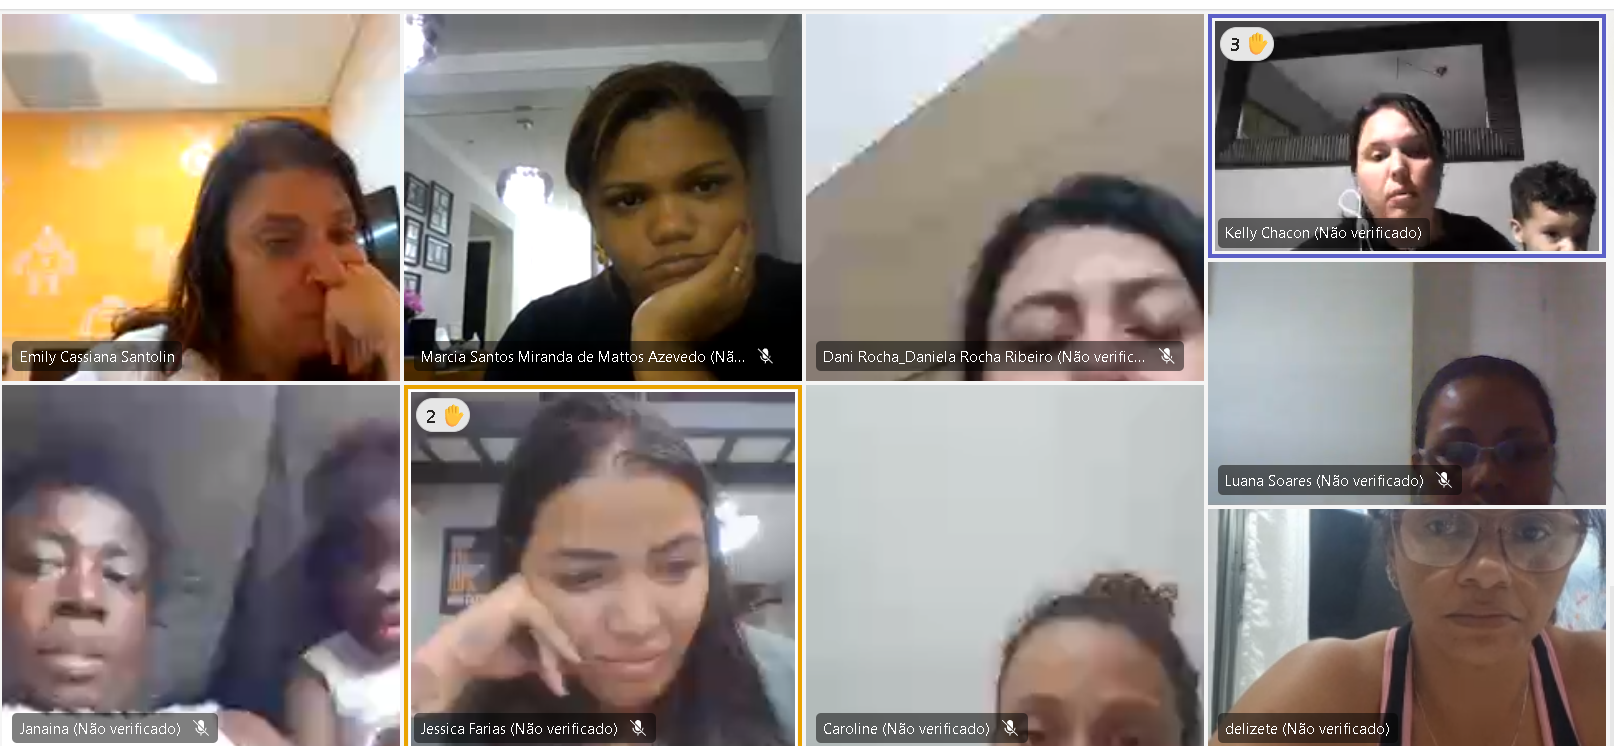 3
Emily Cassiana Santolin
Marcia Santos Miranda de Mattos Azevedo (Nã...
Dani Rocha_Daniela Rocha Ribeiro (Não verific...
Kelly Chacon (Não verificado)
Luana Soares (Não verificado)
2
Janaina (Não verificado)
Jessica Farias (Não verificado)
Caroline (Não verificado)
delizete (Não verificado)